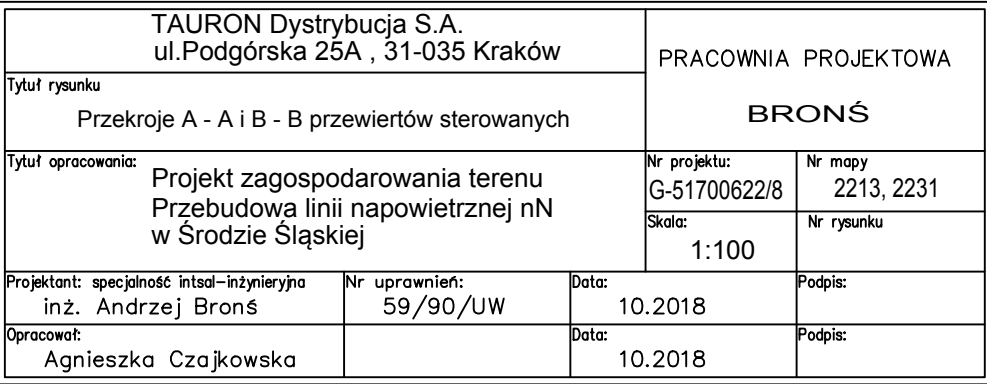 TAURON Dystrybucja S.A.
ul.Podgórska 25A , 31-035 Kraków
PRACOWNIA PROJEKTOWA
BRONŚ
Tytuł rysunku
Przekroje A - A i B - B przewiertów sterowanych
Tytuł opracowania:
Projekt zagospodarowania terenu
Przebudowa linii napowietrznej nN
w Środzie Śląskiej
Nr projektu:
G-51700622/8
Nr mapy
2213, 2231
Skala:
1:100
Nr rysunku
Projektant: specjalność intsal-inżynieryjna
inż. Andrzej Bronś
Nr uprawnień:
59/90/UW
Data:
10.2018
Podpis:
Opracował:
Agnieszka Czajkowska
Data:
10.2018
Podpis: